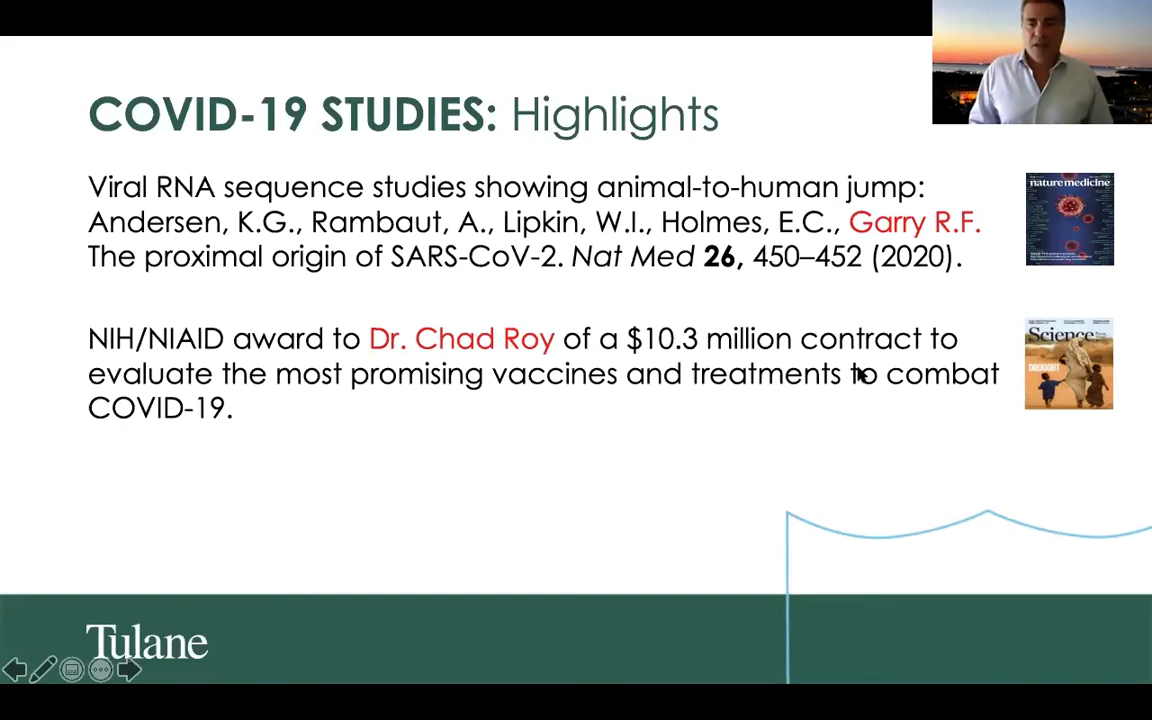 COVID-19 STUDIES: Highlights
Viral RNA sequence studies showing animal-to-human jump:
Andersen, K.G., Rambaut, A., Lipkin, W.I., Holmes, E.C., Garry R.F.
The proximal origin of SARS-CoV-2. Nat Med 26, 450–452 (2020).
nature medicine
NIH/NIAID award to Dr. Chad Roy of a $10.3 million contract to
evaluate the most promising vaccines and treatments to combat
COVID-19.
Science
DROUGHT
Tulane